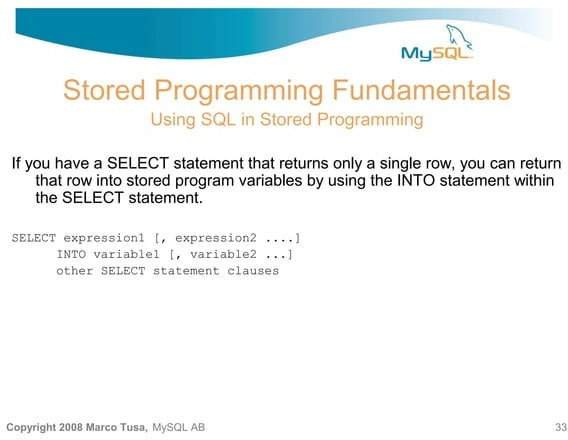 MySQL
Stored Programming Fundamentals
Using SQL in Stored Programming
If you have a SELECT statement that returns only a single row, you can return
that row into stored program variables by using the INTO statement within
the SELECT statement.
SELECT expression1 [, expression2 ....]
INTO variable1 [, variable2 ...]
other SELECT statement clauses
Copyright 2008 Marco Tusa, MySQL AB
33